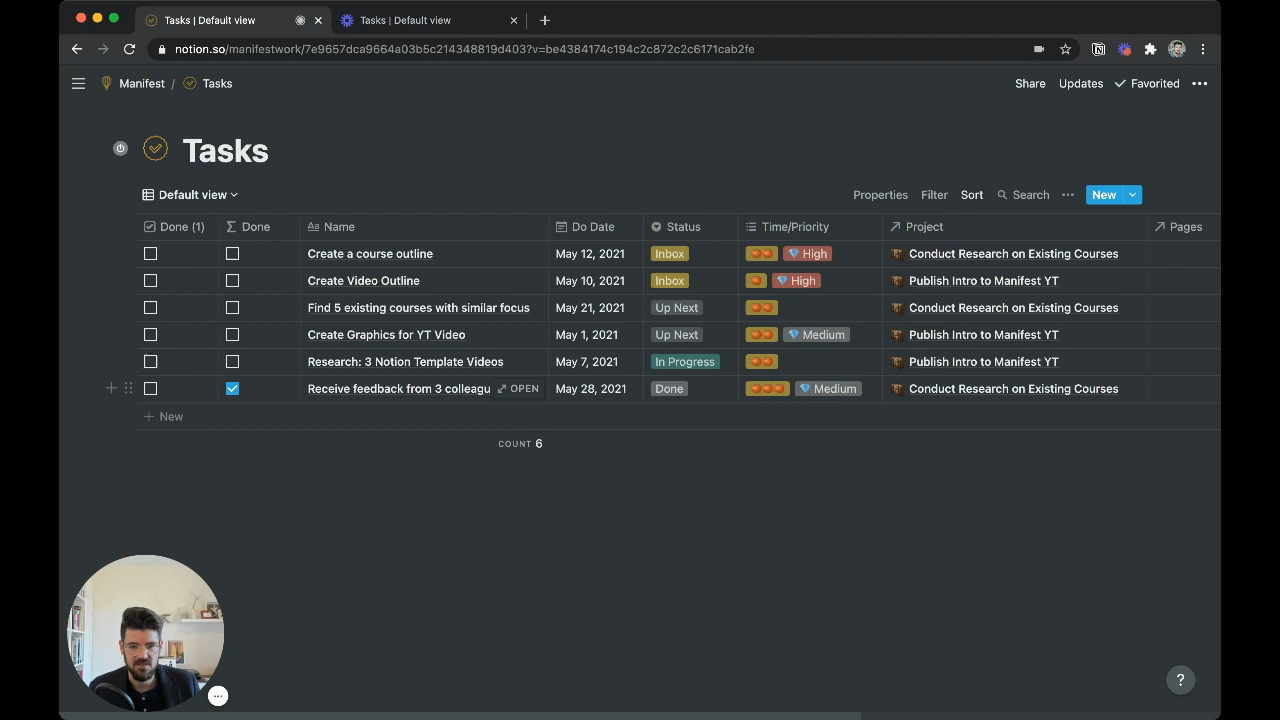 Tasks | Default view
Tasks | Default view
notion.so/manifestwork/7e9657dca9664a03b5c214348819d403?v=be4384174c194c2c872c2c6171cab2fe
Manifest / Tasks
Share Updates Favorited
Tasks
Default view
Properties Filter Sort Search New
Done (1) Done Name Do Date Status Time/Priority Project Pages
Create a course outline May 12, 2021 Inbox High Conduct Research on Existing Courses
Create Video Outline May 10, 2021 Inbox High Publish Intro to Manifest YT
Find 5 existing courses with similar focus May 21, 2021 Up Next Conduct Research on Existing Courses
Create Graphics for YT Video May 1, 2021 Up Next Medium Publish Intro to Manifest YT
Research: 3 Notion Template Videos May 7, 2021 In Progress Publish Intro to Manifest YT
Receive feedback from 3 colleagu OPEN May 28, 2021 Done Medium Conduct Research on Existing Courses
New
COUNT 6
?